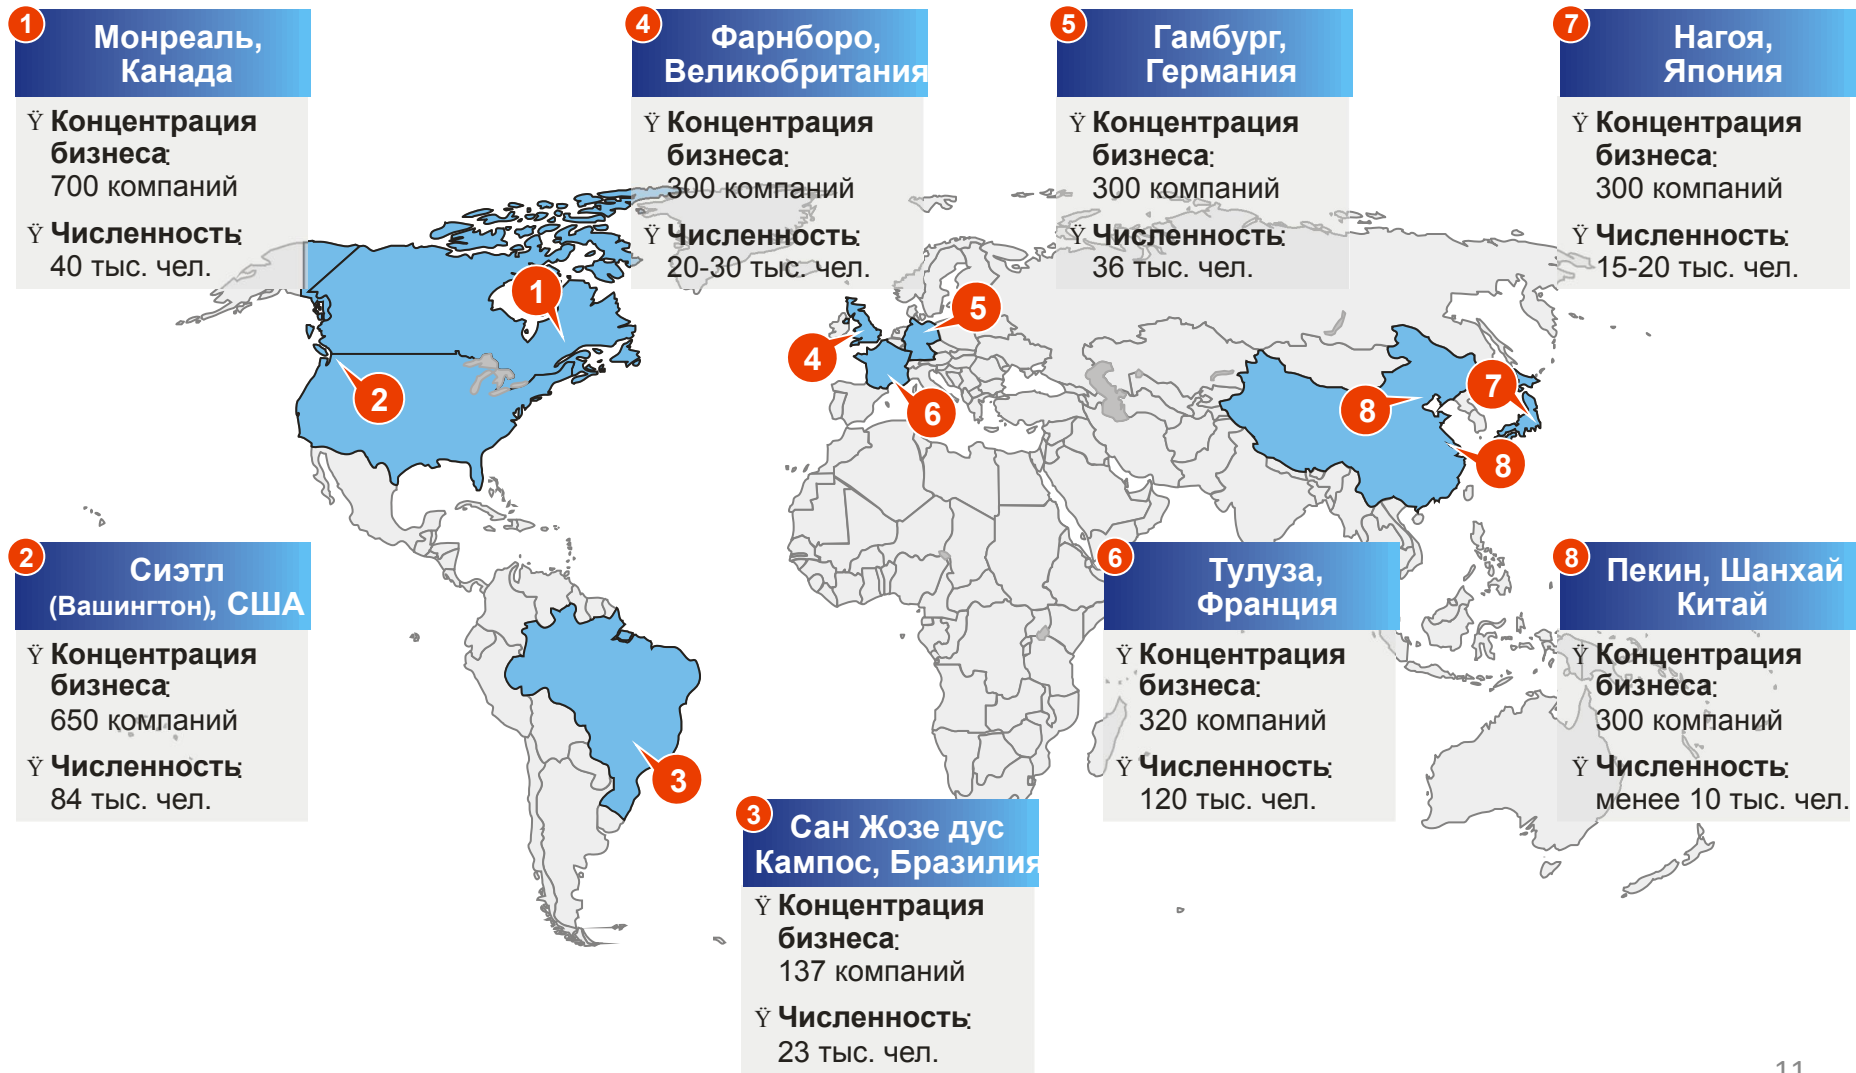 1
Монреаль,
Канада
Ÿ Концентрация
бизнеса:
700 компаний
Ÿ Численность:
40 тыс. чел.
4
Фарнборо,
Великобритания
Ÿ Концентрация
бизнеса:
300 компаний
Ÿ Численность:
20-30 тыс. чел.
5
Гамбург,
Германия
Ÿ Концентрация
бизнеса:
300 компаний
Ÿ Численность:
36 тыс. чел.
7
Нагоя,
Япония
Ÿ Концентрация
бизнеса:
300 компаний
Ÿ Численность:
15-20 тыс. чел.
1
2
3
4
5
6
7
8
8
2
Сиэтл
(Вашингтон), США
Ÿ Концентрация
бизнеса:
650 компаний
Ÿ Численность:
84 тыс. чел.
3
Сан Жозе дус
Кампос, Бразилия
Ÿ Концентрация
бизнеса:
137 компаний
Ÿ Численность:
23 тыс. чел.
6
Тулуза,
Франция
Ÿ Концентрация
бизнеса:
320 компаний
Ÿ Численность:
120 тыс. чел.
8
Пекин, Шанхай
Китай
Ÿ Концентрация
бизнеса:
300 компаний
Ÿ Численность:
менее 10 тыс. чел.
11